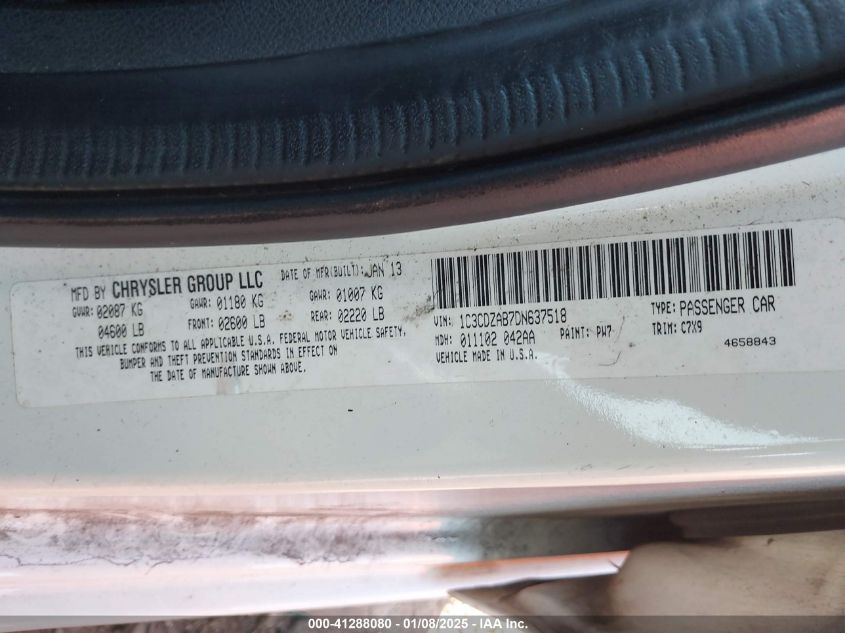 MFD BY CHRYSLER GROUP LLC DATE OF MFR(BUILT): JAN 13
GVWR: 02087 KG GAWR: 01180 KG GAWR: 01007 KG
04600 LB FRONT: 02600 LB REAR: 02220 LB
THIS VEHICLE CONFORMS TO ALL APPLICABLE U.S.A. FEDERAL MOTOR VEHICLE SAFETY,
BUMPER AND THEFT PREVENTION STANDARDS IN EFFECT ON
THE DATE OF MANUFACTURE SHOWN ABOVE.
VIN: 1C3CDZAB7DN637518 TYPE: PASSENGER CAR
MDH: 011102 042AA PAINT: PW7 TRIM: C7X9
VEHICLE MADE IN U.S.A. 4658843
000-41288080 - 01/08/2025 - IAA Inc.